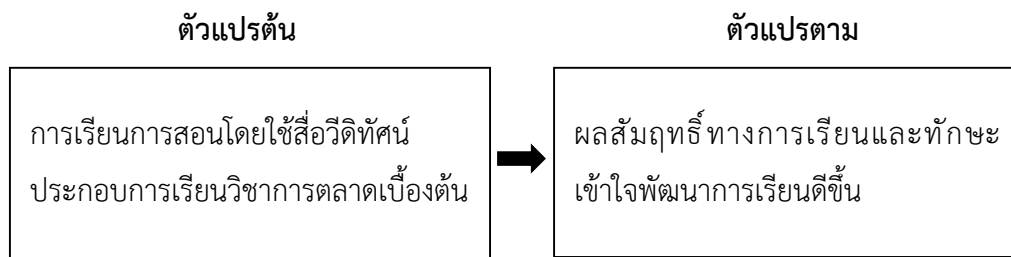 ตัวแปรต้น
ตัวแปรตาม
การเรียนการสอนโดยใช้สื่อวีดิทัศน์
ประกอบการเรียนวิชาการตลาดเบื้องต้น
ผลสัมฤทธิ์ทางการเรียนและทักษะ
เข้าใจพัฒนาการเรียนดีขึ้น